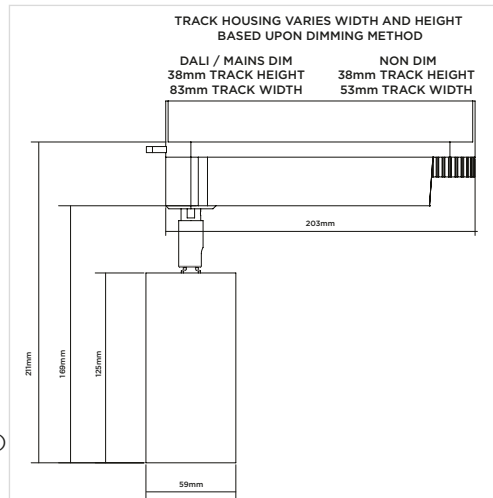 TRACK HOUSING VARIES WIDTH AND HEIGHT
BASED UPON DIMMING METHOD
DALI / MAINS DIM
38mm TRACK HEIGHT
83mm TRACK WIDTH
NON DIM
38mm TRACK HEIGHT
53mm TRACK WIDTH
203mm
211mm
169mm
125mm
59mm